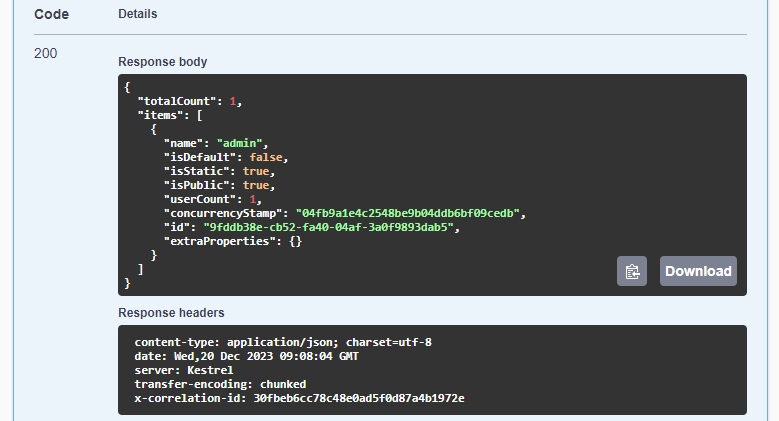 Code Details
200
Response body
{
"totalCount": 1,
"items": [
{
"name": "admin",
"isDefault": false,
"isStatic": true,
"isPublic": true,
"userCount": 1,
"concurrencyStamp": "04fb9a1e4c2548be9b04ddb6bf09cedb",
"id": "9fddb38e-cb52-fa40-04af-3a0f9893dab5",
"extraProperties": {}
}
]
}
Download
Response headers
content-type: application/json; charset=utf-8
date: Wed,20 Dec 2023 09:08:04 GMT
server: Kestrel
transfer-encoding: chunked
x-correlation-id: 30fbeb6cc78c48e0ad5f0d87a4b1972e